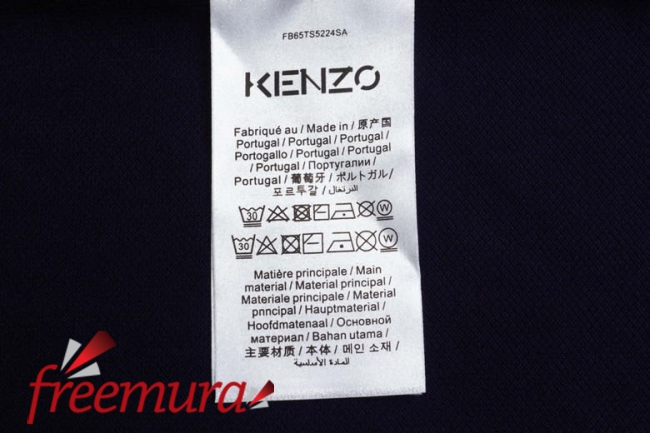 FB65TS5224SA
KENZO
Fabriqué au / Made in / 原产国
Portugal / Portugal / Portugal /
Portogallo / Portugal / Portugal
/ Portugal / Португалии /
Portugal / 葡萄牙 / ポルトガル /
포르투갈 / البرتغال /
30 W
30 W
Matière principale / Main
material / Material principal /
Materiale principale / Material
pnncipal / Hauptmaterial /
Hoofdmatenaal / Основной
материал / Bahan utama /
主要材质 / 本体 / 메인 소재 /
المادة الأساسية /
freemura